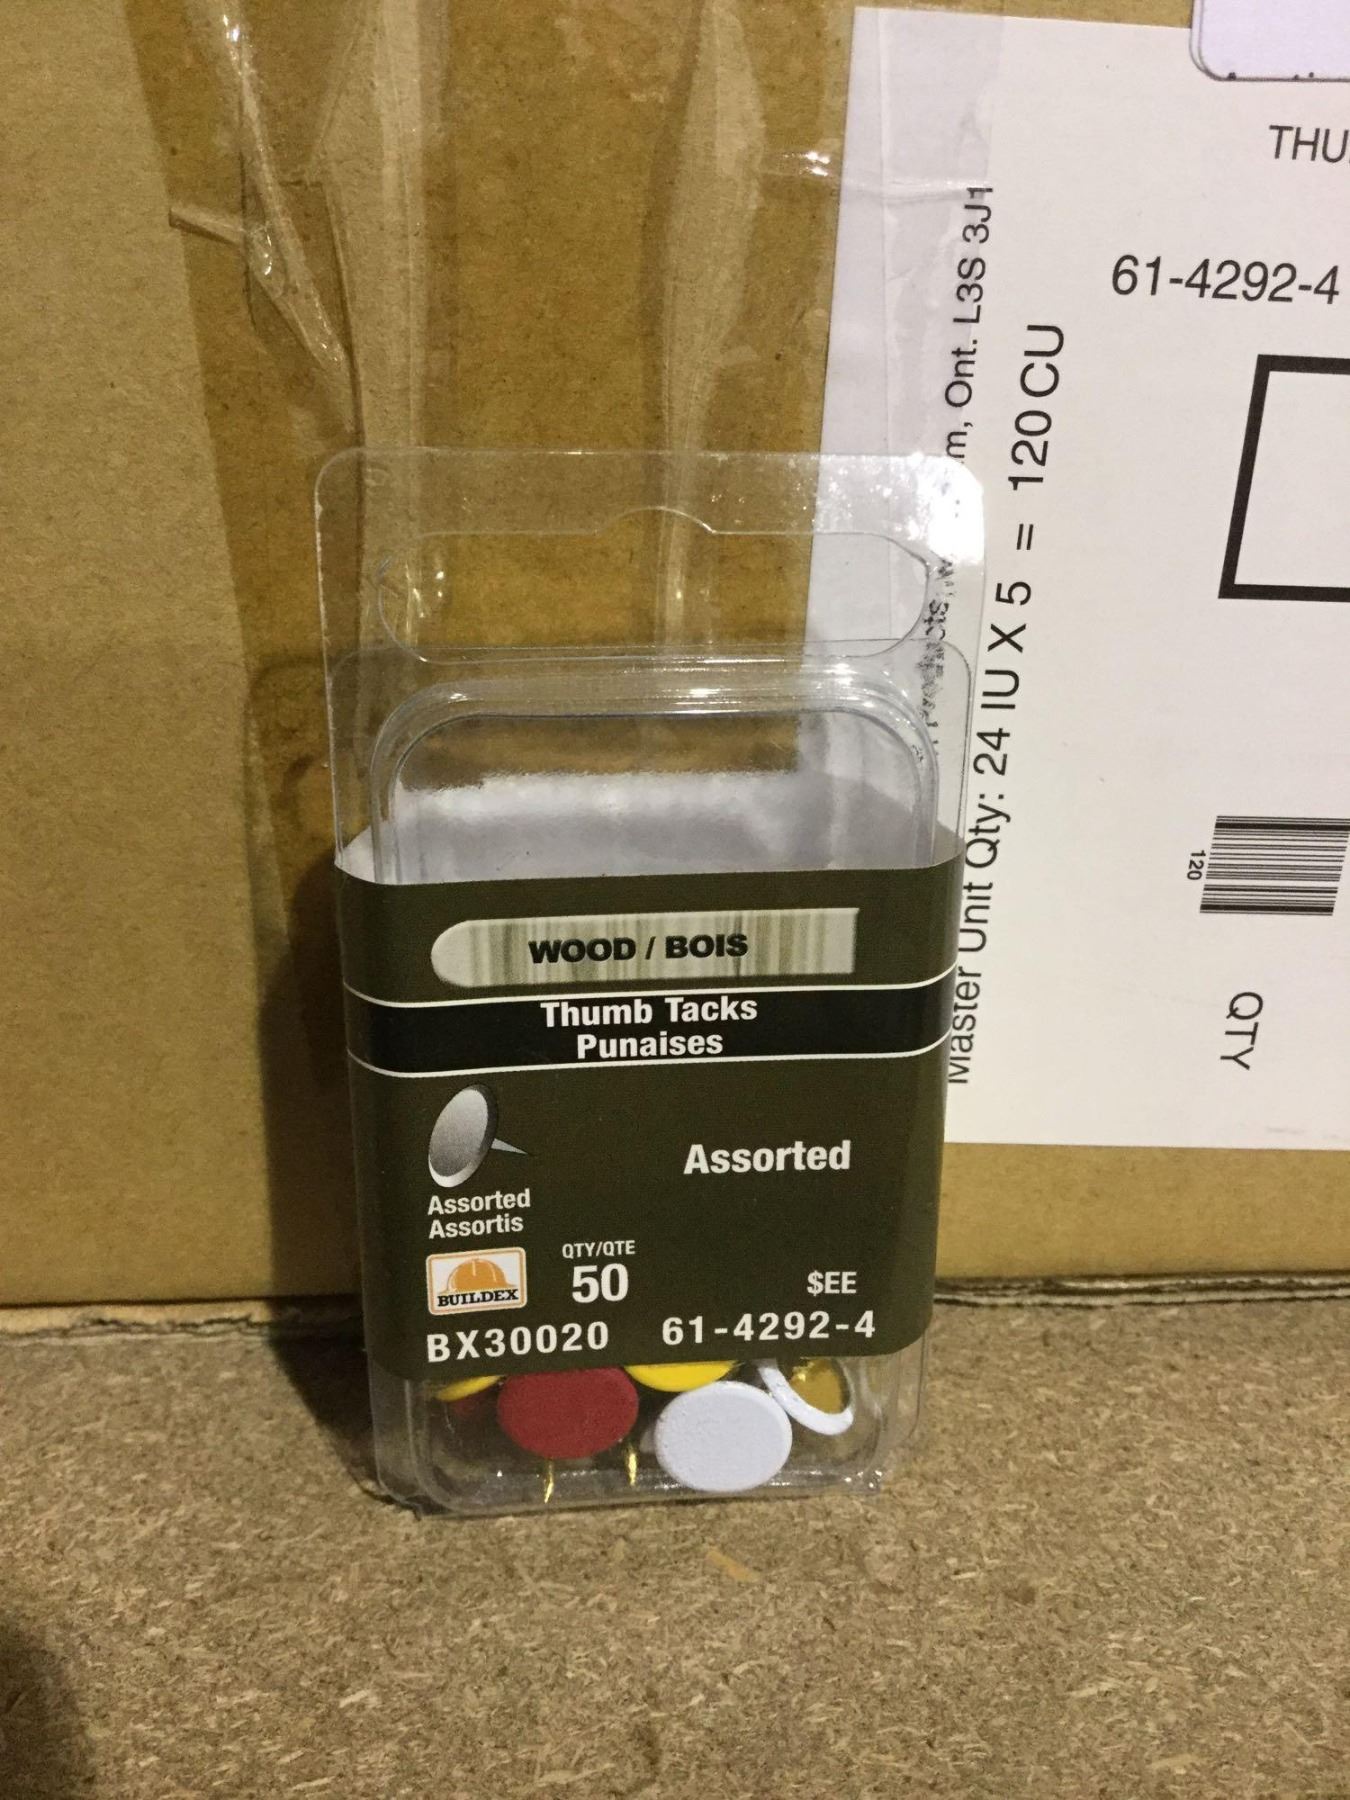 THU
61-4292-4
m, Ont. L3S 3J1
Master Unit Qty: 24 IU X 5 = 120 CU
120
QTY
WOOD / BOIS
Thumb Tacks
Punaises
Assorted
Assorted
Assortis
BUILDEX
QTY/QTE
50
$EE
BX30020 61-4292-4